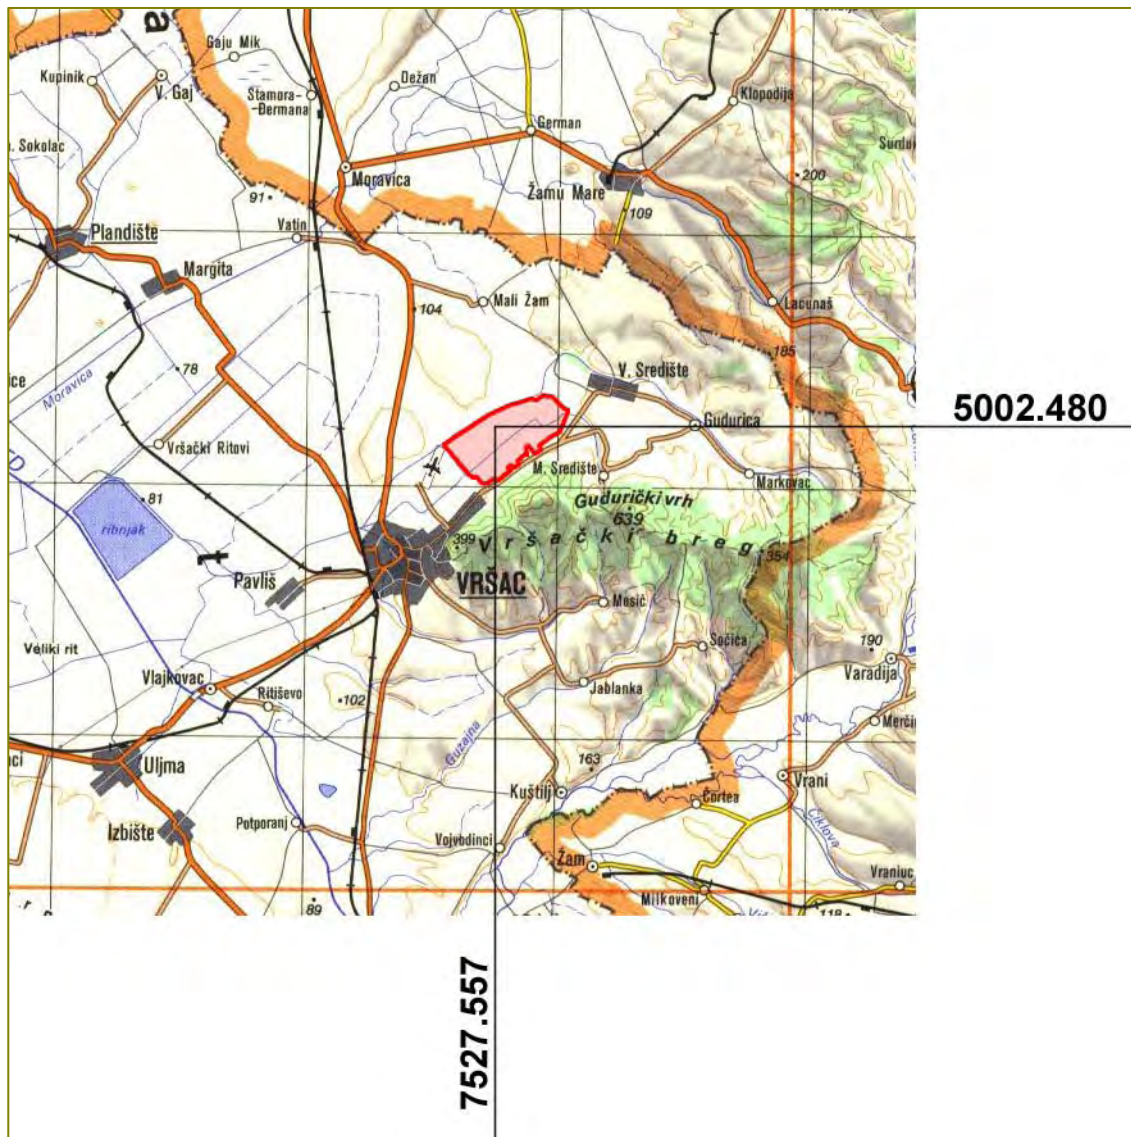 a
Gaju Mik
Kupinik
V. Gaj
Stamora-
-Đermana
Dežan
Klopodija
German
. Sokolac
Moravica
Žamu Mare
200
91
109
Plandište
Vatin
Margita
Mali Žam
Lacunaš
104
185
78
Moravica
V. Središte
Gudurica
5002.480
Vršački Ritovi
M. Središte
Markovac
81
ribnjak
Gudurički vrh
639
399
Vršački breg
354
t
Pavliš
VRŠAC
Mesić
Sočica
190
Veliki rit
Varadija
Vlajkovac
Jablanka
Ritiševo
102
Guzajna
163
Uljma
Vrani
Kuštilj
Čortea
Ciklova
Izbište
Potporanj
Vojvodinci
Žam
Vraniuc
Milkoveni
89
118
7527.557